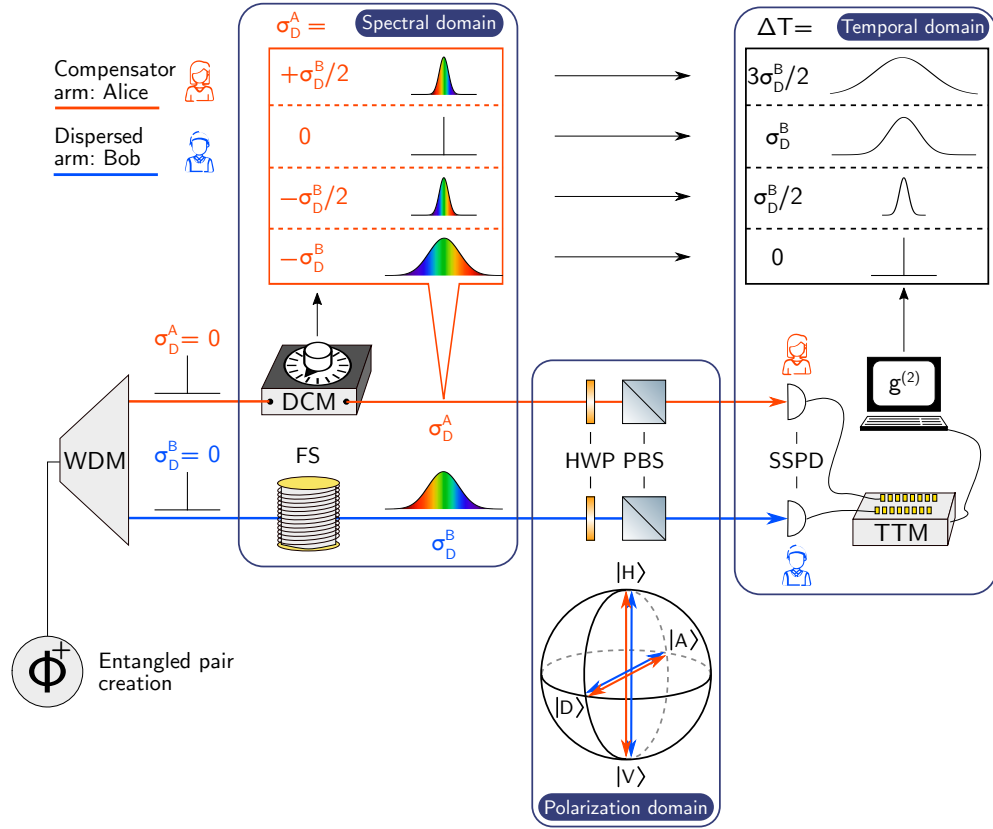 σ_D^A =
Spectral domain
ΔT=
Temporal domain
Compensator
arm: Alice
Dispersed
arm: Bob
+σ_D^B/2
0
−σ_D^B/2
−σ_D^B
3σ_D^B/2
σ_D^B
σ_D^B/2
0
σ_D^A = 0
DCM
σ_D^A
g^(2)
WDM
σ_D^B = 0
FS
σ_D^B
HWP
PBS
SSPD
TTM
|H⟩
|A⟩
|D⟩
|V⟩
Φ^+
Entangled pair
creation
Polarization domain